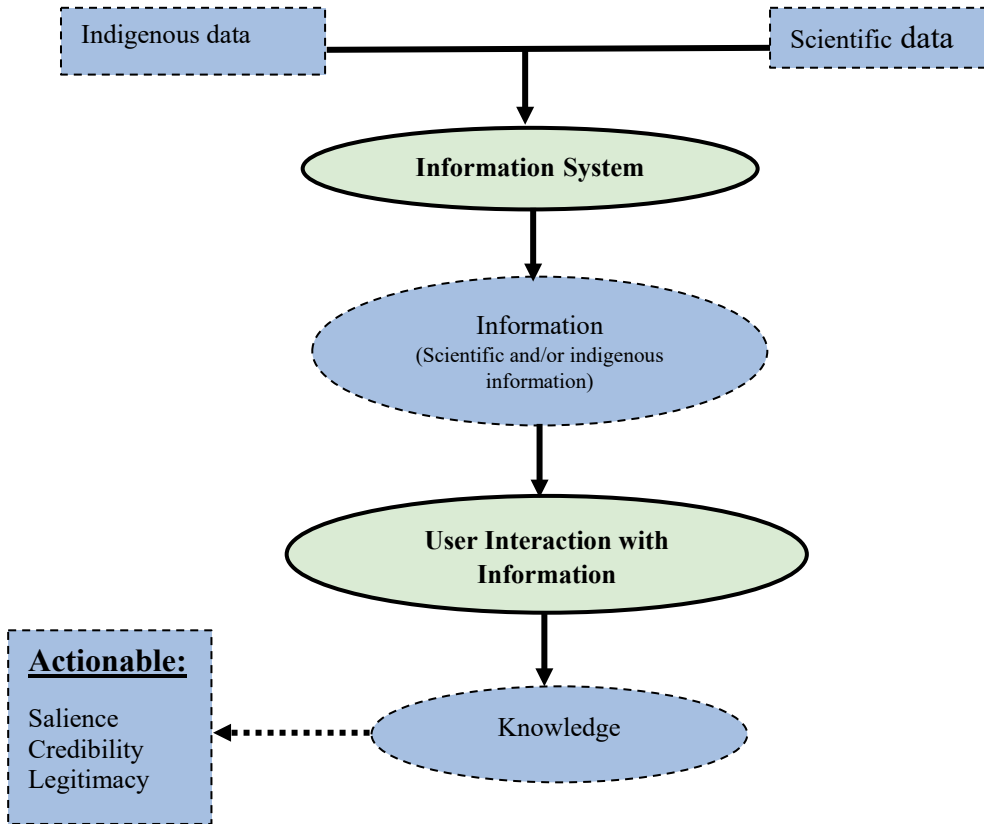 Indigenous data
Scientific data
Information System
Information
(Scientific and/or indigenous
information)
User Interaction with
Information
Actionable:
Salience
Credibility
Legitimacy
Knowledge